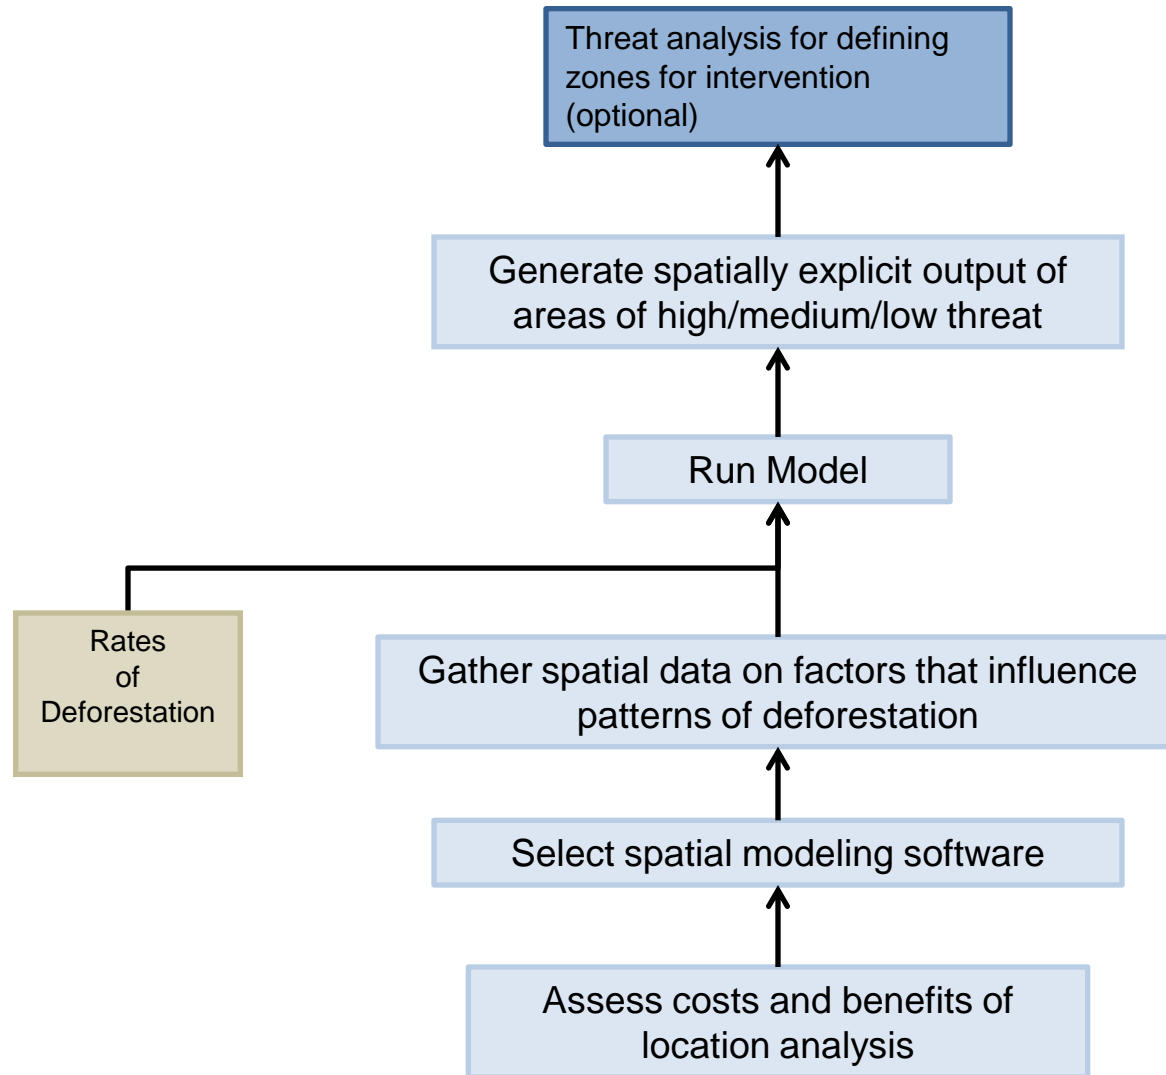 Threat analysis for defining
zones for intervention
(optional)
Generate spatially explicit output of
areas of high/medium/low threat
Run Model
Rates
of
Deforestation
Gather spatial data on factors that influence
patterns of deforestation
Select spatial modeling software
Assess costs and benefits of
location analysis